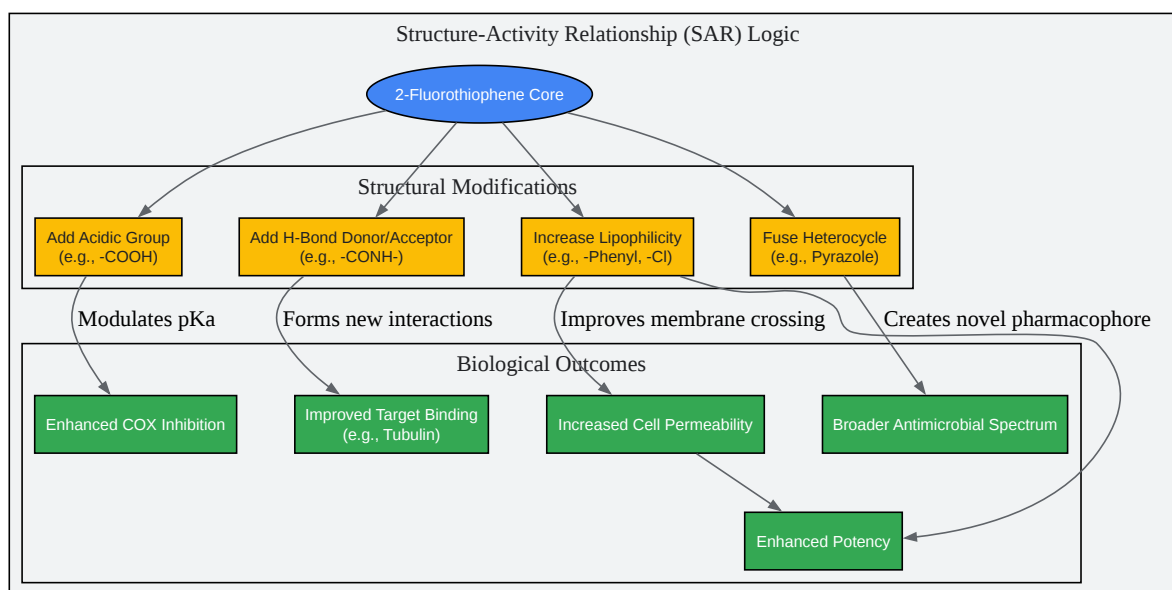 Structure-Activity Relationship (SAR) Logic
2-Fluorothiophene Core
Structural Modifications
Add Acidic Group
(e.g., -COOH)
Add H-Bond Donor/Acceptor
(e.g., -CONH-)
Increase Lipophilicity
(e.g., -Phenyl, -Cl)
Fuse Heterocycle
(e.g., Pyrazole)
Modulates pKa
Forms new interactions
Improves membrane crossing
Creates novel pharmacophore
Biological Outcomes
Enhanced COX Inhibition
Improved Target Binding
(e.g., Tubulin)
Increased Cell Permeability
Broader Antimicrobial Spectrum
Enhanced Potency